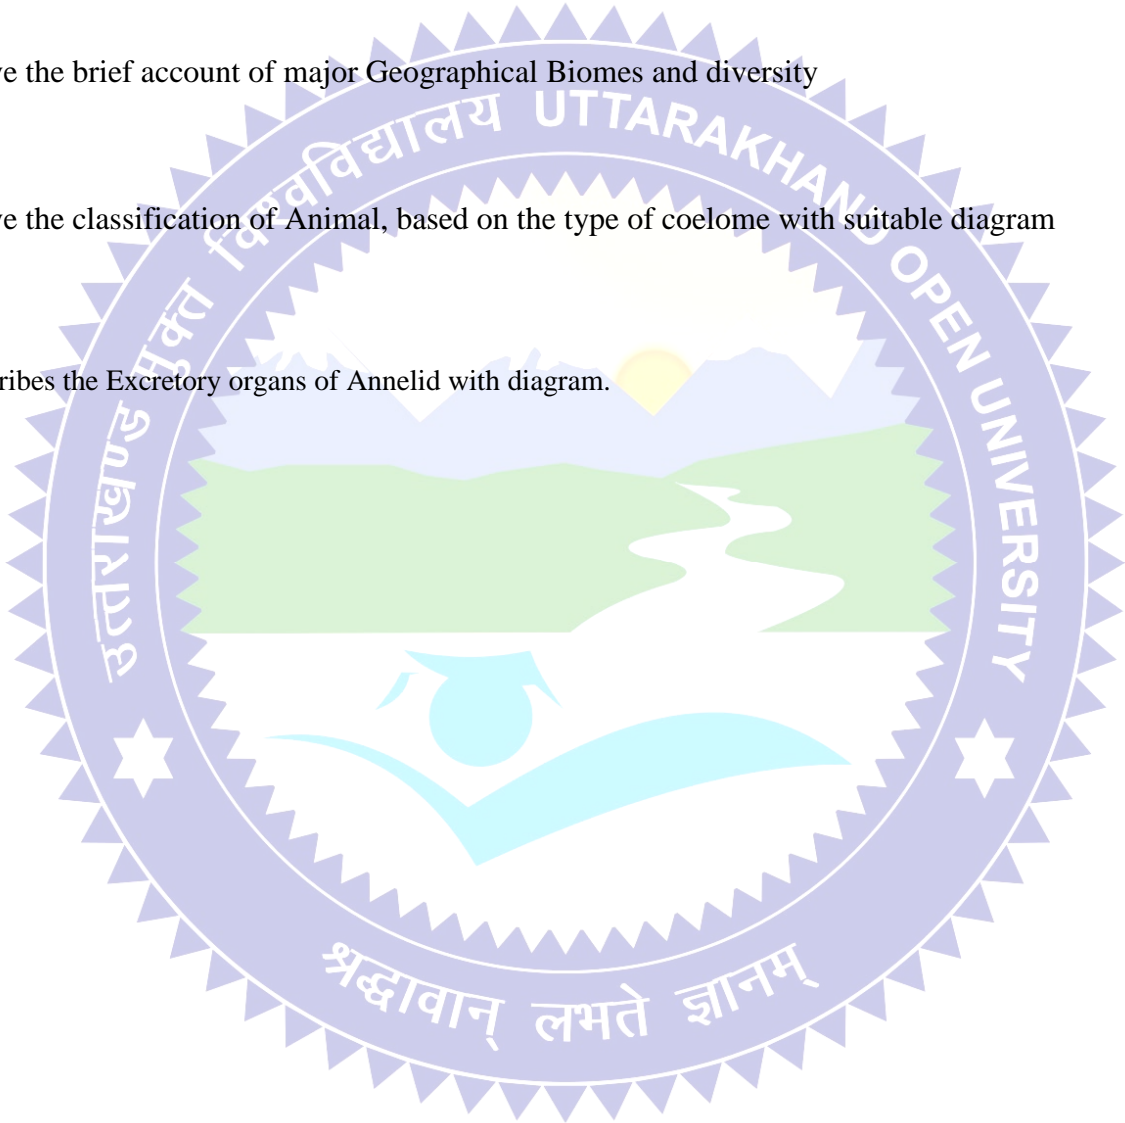 ve the brief account of major Geographical Biomes and diversity
ve the classification of Animal, based on the type of coelome with suitable diagram
ribes the Excretory organs of Annelid with diagram.
उत्तराखण्ड मुक्त विश्वविद्यालय UTTARAKHAND OPEN UNIVERSITY
श्रद्धावान् लभते ज्ञानम्